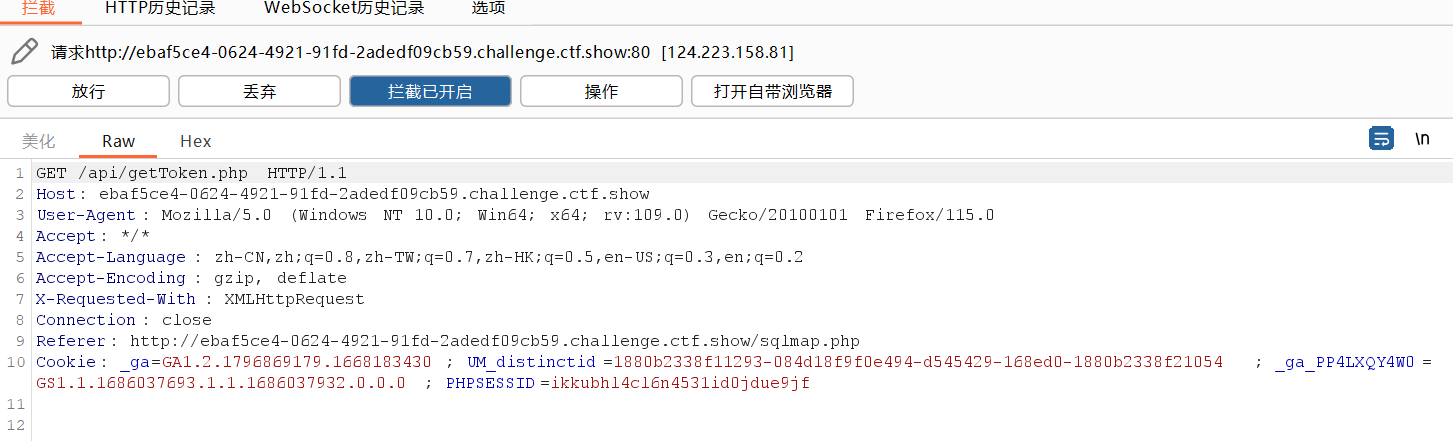 拦截 HTTP历史记录 WebSocket历史记录 选项
请求http://ebaf5ce4-0624-4921-91fd-2adedf09cb59.challenge.ctf.show:80 [124.223.158.81]
放行 丢弃 拦截已开启 操作 打开自带浏览器
美化 Raw Hex \n
1 GET /api/getToken.php HTTP/1.1
2 Host: ebaf5ce4-0624-4921-91fd-2adedf09cb59.challenge.ctf.show
3 User-Agent: Mozilla/5.0 (Windows NT 10.0; Win64; x64; rv:109.0) Gecko/20100101 Firefox/115.0
4 Accept: */*
5 Accept-Language: zh-CN,zh;q=0.8,zh-TW;q=0.7,zh-HK;q=0.5,en-US;q=0.3,en;q=0.2
6 Accept-Encoding: gzip, deflate
7 X-Requested-With: XMLHttpRequest
8 Connection: close
9 Referer: http://ebaf5ce4-0624-4921-91fd-2adedf09cb59.challenge.ctf.show/sqlmap.php
10 Cookie: _ga=GA1.2.1796869179.1668183430; UM_distinctid=1880b2338f11293-084d18f9f0e494-d545429-168ed0-1880b2338f21054; _ga_PP4LXQY4W0=
GS1.1.1686037693.1.1.1686037932.0.0.0; PHPSESSID=ikkubhl4cl6n4531id0jdue9jf
11
12